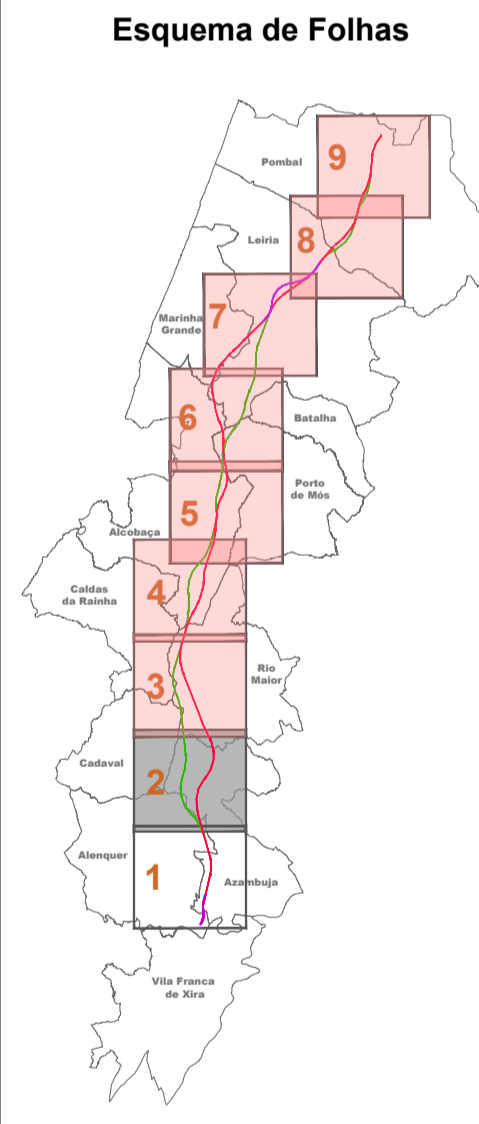 Esquema de Folhas
9
Pombal
8
Leiria
7
Marinha
Grande
6
Batalha
5
Porto
de Mós
Alcobaça
4
Caldas
da Rainha
3
Rio
Maior
2
Cadaval
1
Alenquer
Azambuja
Vila Franca
de Xira